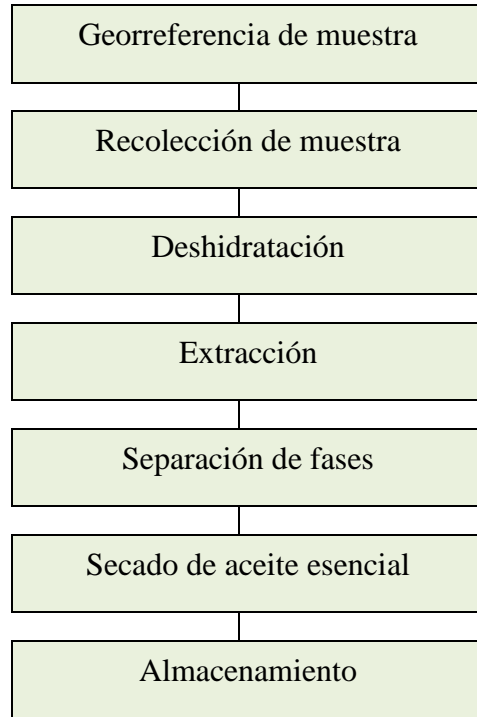 Georreferencia de muestra
Recolección de muestra
Deshidratación
Extracción
Separación de fases
Secado de aceite esencial
Almacenamiento